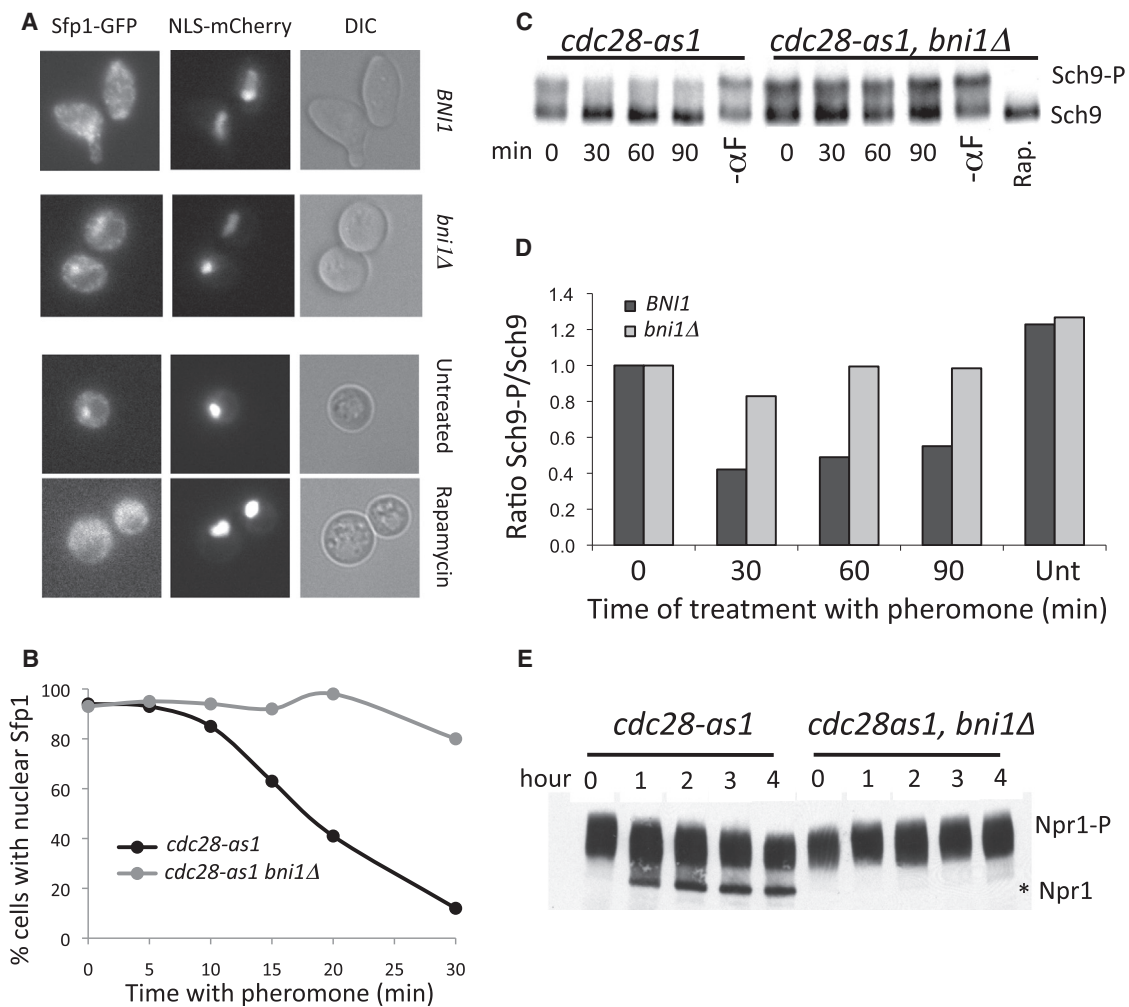 A
Sfp1-GFP NLS-mCherry DIC
BNI1
bni1Δ
Untreated
Rapamycin
B
% cells with nuclear Sfp1
100
80
60
40
20
0
cdc28-as1
cdc28-as1 bni1Δ
0 5 10 15 20 30
Time with pheromone (min)
C
cdc28-as1 cdc28-as1, bni1Δ
Sch9-P
Sch9
min 0 30 60 90 -αF 0 30 60 90 -αF Rap.
D
Ratio Sch9-P/Sch9
1.4
1.2
1.0
0.8
0.6
0.4
0.2
0.0
BNI1
bni1Δ
0 30 60 90 Unt
Time of treatment with pheromone (min)
E
cdc28-as1 cdc28as1, bni1Δ
hour 0 1 2 3 4 0 1 2 3 4
Npr1-P
* Npr1